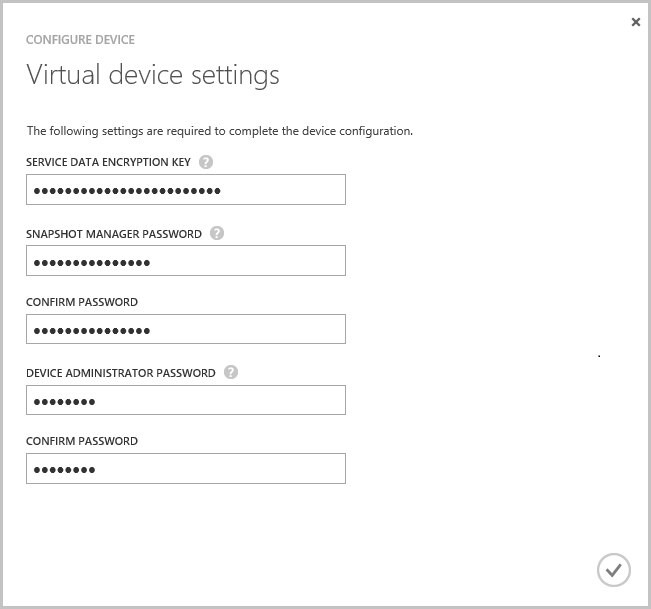 CONFIGURE DEVICE
Virtual device settings
The following settings are required to complete the device configuration.
SERVICE DATA ENCRYPTION KEY ?
●●●●●●●●●●●●●●●●●●●●●●●●
SNAPSHOT MANAGER PASSWORD ?
●●●●●●●●●●●●●●●
CONFIRM PASSWORD
●●●●●●●●●●●●●●●
DEVICE ADMINISTRATOR PASSWORD ?
●●●●●●●●
CONFIRM PASSWORD
●●●●●●●●